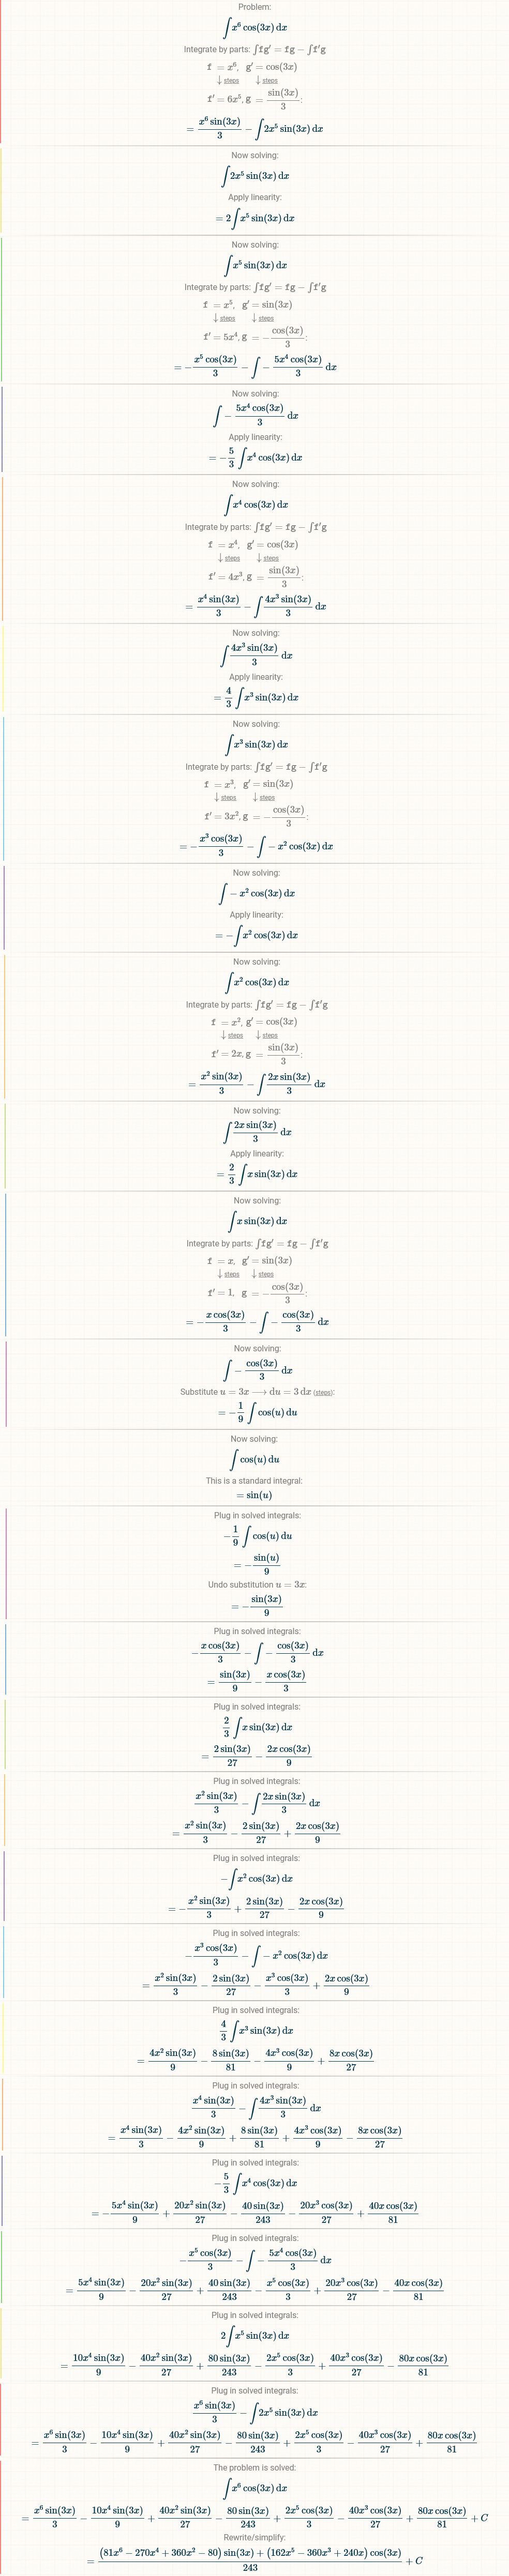 Problem:
∫x⁶ cos(3x) dx
Integrate by parts: ∫fg′ = fg − ∫f′g
f = x⁶, g′ = cos(3x)
↓ steps ↓ steps
f′ = 6x⁵, g = sin(3x)/3:
= x⁶ sin(3x)/3 − ∫2x⁵ sin(3x) dx
Now solving:
∫2x⁵ sin(3x) dx
Apply linearity:
= 2∫x⁵ sin(3x) dx
Now solving:
∫x⁵ sin(3x) dx
Integrate by parts: ∫fg′ = fg − ∫f′g
f = x⁵, g′ = sin(3x)
↓ steps ↓ steps
f′ = 5x⁴, g = −cos(3x)/3:
= −x⁵ cos(3x)/3 − ∫−5x⁴ cos(3x)/3 dx
Now solving:
∫−5x⁴ cos(3x)/3 dx
Apply linearity:
= −5/3 ∫x⁴ cos(3x) dx
Now solving:
∫x⁴ cos(3x) dx
Integrate by parts: ∫fg′ = fg − ∫f′g
f = x⁴, g′ = cos(3x)
↓ steps ↓ steps
f′ = 4x³, g = sin(3x)/3:
= x⁴ sin(3x)/3 − ∫4x³ sin(3x)/3 dx
Now solving:
∫4x³ sin(3x)/3 dx
Apply linearity:
= 4/3 ∫x³ sin(3x) dx
Now solving:
∫x³ sin(3x) dx
Integrate by parts: ∫fg′ = fg − ∫f′g
f = x³, g′ = sin(3x)
↓ steps ↓ steps
f′ = 3x², g = −cos(3x)/3:
= −x³ cos(3x)/3 − ∫−x² cos(3x) dx
Now solving:
∫−x² cos(3x) dx
Apply linearity:
= −∫x² cos(3x) dx
Now solving:
∫x² cos(3x) dx
Integrate by parts: ∫fg′ = fg − ∫f′g
f = x², g′ = cos(3x)
↓ steps ↓ steps
f′ = 2x, g = sin(3x)/3:
= x² sin(3x)/3 − ∫2x sin(3x)/3 dx
Now solving:
∫2x sin(3x)/3 dx
Apply linearity:
= 2/3 ∫x sin(3x) dx
Now solving:
∫x sin(3x) dx
Integrate by parts: ∫fg′ = fg − ∫f′g
f = x, g′ = sin(3x)
↓ steps ↓ steps
f′ = 1, g = −cos(3x)/3:
= −x cos(3x)/3 − ∫−cos(3x)/3 dx
Now solving:
∫−cos(3x)/3 dx
Substitute u = 3x ⟶ du = 3 dx (steps):
= −1/9 ∫cos(u) du
Now solving:
∫cos(u) du
This is a standard integral:
= sin(u)
Plug in solved integrals:
−1/9 ∫cos(u) du
= −sin(u)/9
Undo substitution u = 3x:
= −sin(3x)/9
Plug in solved integrals:
−x cos(3x)/3 − ∫−cos(3x)/3 dx
= sin(3x)/9 − x cos(3x)/3
Plug in solved integrals:
2/3 ∫x sin(3x) dx
= 2 sin(3x)/27 − 2x cos(3x)/9
Plug in solved integrals:
x² sin(3x)/3 − ∫2x sin(3x)/3 dx
= x² sin(3x)/3 − 2 sin(3x)/27 + 2x cos(3x)/9
Plug in solved integrals:
−∫x² cos(3x) dx
= −x² sin(3x)/3 + 2 sin(3x)/27 − 2x cos(3x)/9
Plug in solved integrals:
−x³ cos(3x)/3 − ∫−x² cos(3x) dx
= x² sin(3x)/3 − 2 sin(3x)/27 − x³ cos(3x)/3 + 2x cos(3x)/9
Plug in solved integrals:
4/3 ∫x³ sin(3x) dx
= 4x² sin(3x)/9 − 8 sin(3x)/81 − 4x³ cos(3x)/9 + 8x cos(3x)/27
Plug in solved integrals:
x⁴ sin(3x)/3 − ∫4x³ sin(3x)/3 dx
= x⁴ sin(3x)/3 − 4x² sin(3x)/9 + 8 sin(3x)/81 + 4x³ cos(3x)/9 − 8x cos(3x)/27
Plug in solved integrals:
−5/3 ∫x⁴ cos(3x) dx
= −5x⁴ sin(3x)/9 + 20x² sin(3x)/27 − 40 sin(3x)/243 − 20x³ cos(3x)/27 + 40x cos(3x)/81
Plug in solved integrals:
−x⁵ cos(3x)/3 − ∫−5x⁴ cos(3x)/3 dx
= 5x⁴ sin(3x)/9 − 20x² sin(3x)/27 + 40 sin(3x)/243 − x⁵ cos(3x)/3 + 20x³ cos(3x)/27 − 40x cos(3x)/81
Plug in solved integrals:
2∫x⁵ sin(3x) dx
= 10x⁴ sin(3x)/9 − 40x² sin(3x)/27 + 80 sin(3x)/243 − 2x⁵ cos(3x)/3 + 40x³ cos(3x)/27 − 80x cos(3x)/81
Plug in solved integrals:
x⁶ sin(3x)/3 − ∫2x⁵ sin(3x) dx
= x⁶ sin(3x)/3 − 10x⁴ sin(3x)/9 + 40x² sin(3x)/27 − 80 sin(3x)/243 + 2x⁵ cos(3x)/3 − 40x³ cos(3x)/27 + 80x cos(3x)/81
The problem is solved:
∫x⁶ cos(3x) dx
= x⁶ sin(3x)/3 − 10x⁴ sin(3x)/9 + 40x² sin(3x)/27 − 80 sin(3x)/243 + 2x⁵ cos(3x)/3 − 40x³ cos(3x)/27 + 80x cos(3x)/81 + C
Rewrite/simplify:
= ((81x⁶ − 270x⁴ + 360x² − 80) sin(3x) + (162x⁵ − 360x³ + 240x) cos(3x))/243 + C